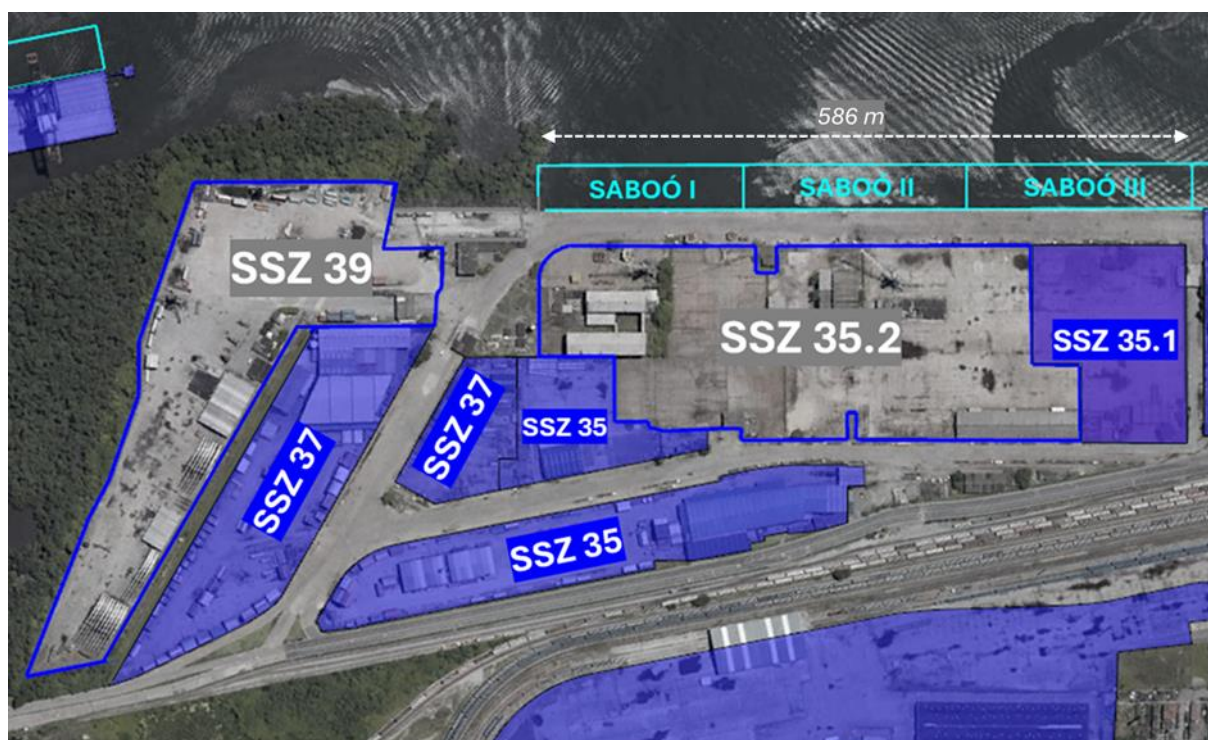 586 m
SABOÓ I
SABOÓ II
SABOÓ III
SSZ 39
SSZ 35.2
SSZ 35.1
SSZ 37
SSZ 37
SSZ 35
SSZ 35